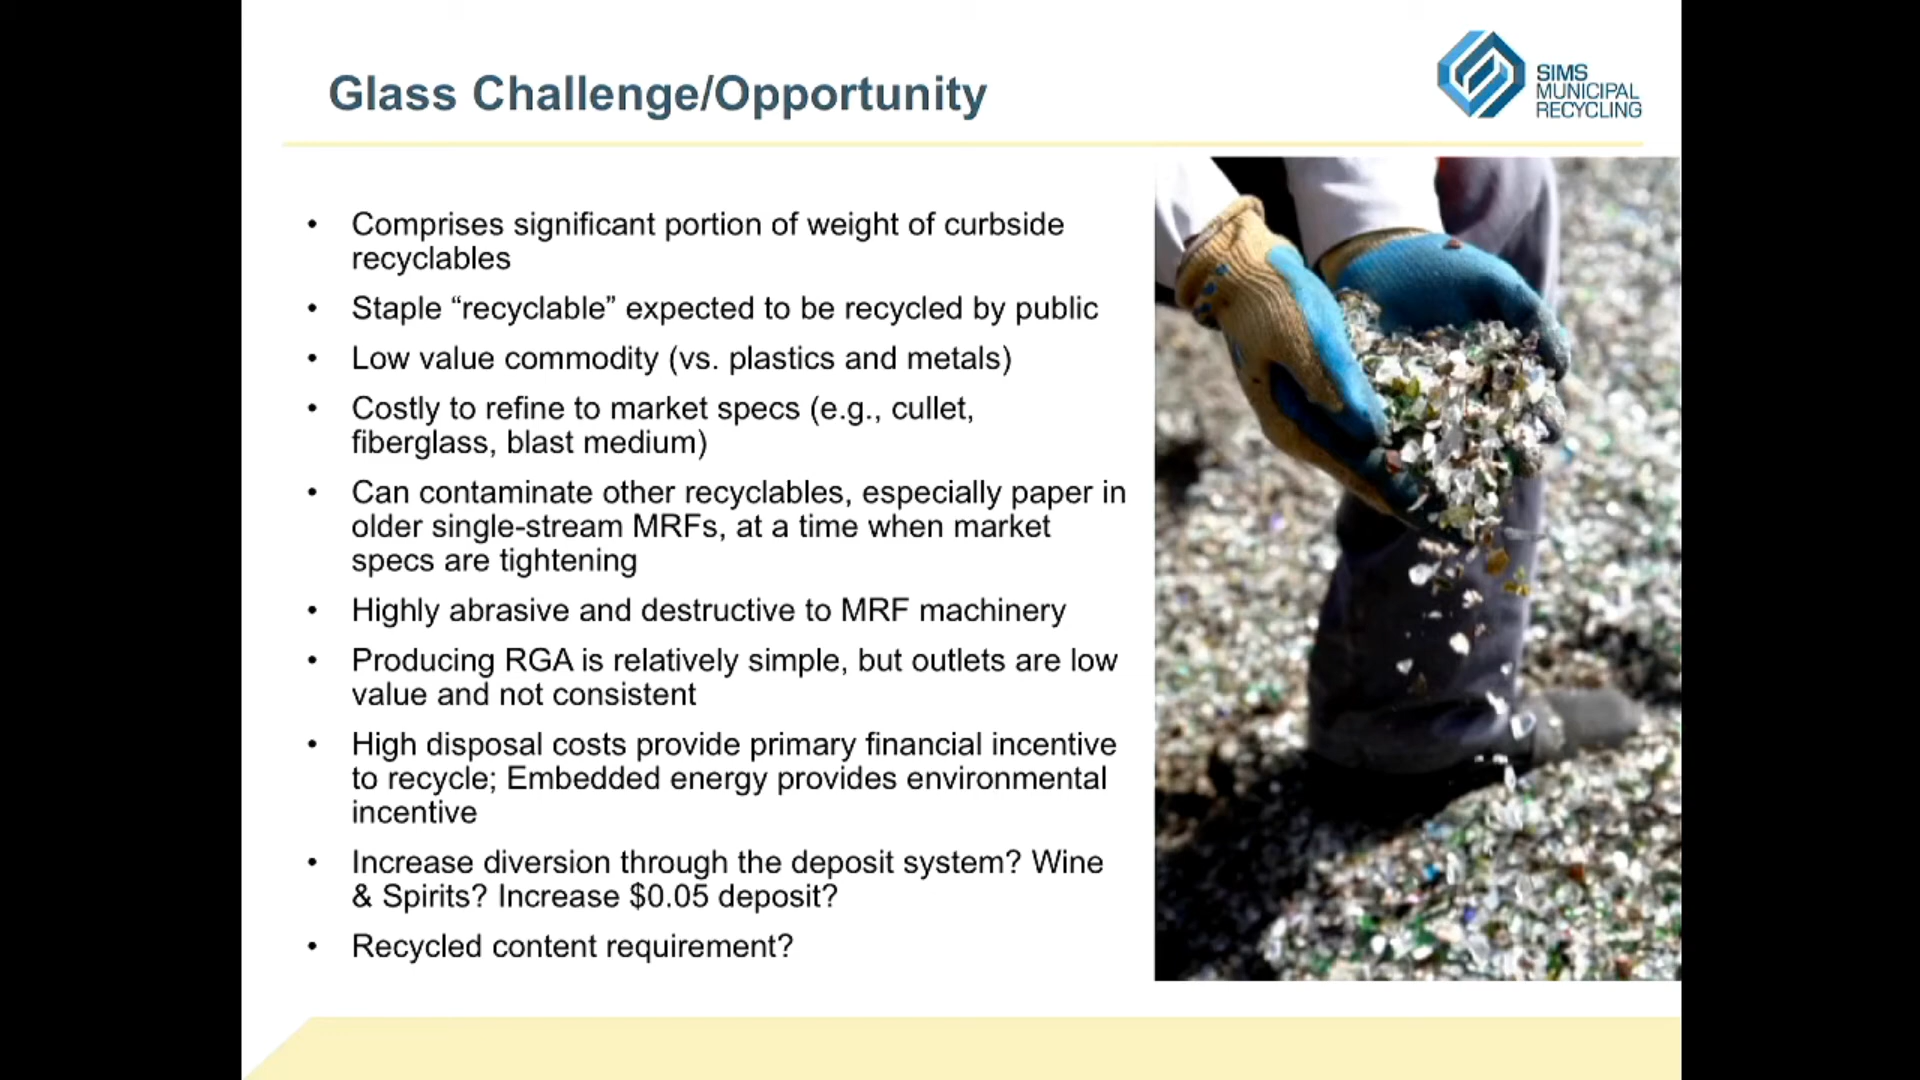 Glass Challenge/Opportunity
SIMS
MUNICIPAL
RECYCLING
• Comprises significant portion of weight of curbside
recyclables
• Staple “recyclable” expected to be recycled by public
• Low value commodity (vs. plastics and metals)
• Costly to refine to market specs (e.g., cullet,
fiberglass, blast medium)
• Can contaminate other recyclables, especially paper in
older single-stream MRFs, at a time when market
specs are tightening
• Highly abrasive and destructive to MRF machinery
• Producing RGA is relatively simple, but outlets are low
value and not consistent
• High disposal costs provide primary financial incentive
to recycle; Embedded energy provides environmental
incentive
• Increase diversion through the deposit system? Wine
& Spirits? Increase $0.05 deposit?
• Recycled content requirement?